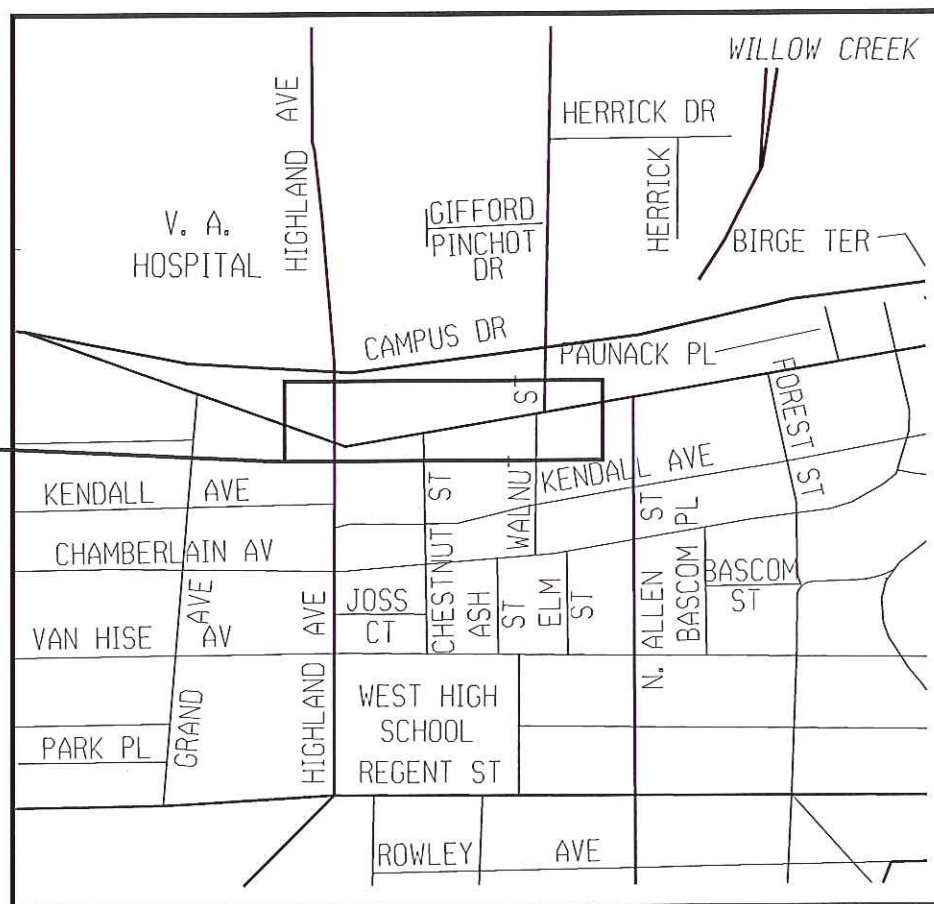 WILLOW CREEK
HIGHLAND AVE
HERRICK DR
HERRICK
V. A.
HOSPITAL
GIFFORD
PINCHOT
DR
BIRGE TER
CAMPUS DR
PAUNACK PL
FOREST ST
WALNUT ST
KENDALL AVE
KENDALL AVE
CHESTNUT ST
CHAMBERLAIN AV
N. ALLEN ST
BASCOM PL
BASCOM
ST
JOSS
CT
ASH ST
ELM ST
VAN HISE AV
GRAND AVE
HIGHLAND AVE
WEST HIGH
SCHOOL
REGENT ST
PARK PL
ROWLEY AVE